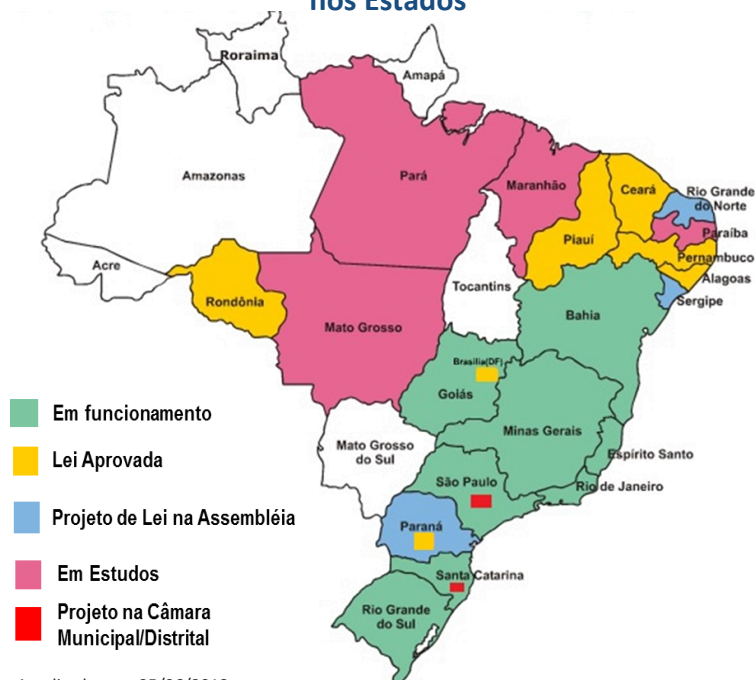 nos Estados
Roraima
Amapá
Amazonas
Pará
Maranhão
Ceará
Rio Grande
do Norte
Paraíba
Piauí
Pernambuco
Acre
Alagoas
Rondônia
Tocantins
Sergipe
Bahia
Mato Grosso
Brasília(DF)
Goiás
Minas Gerais
Mato Grosso
do Sul
Espírito Santo
São Paulo
Rio de Janeiro
Paraná
Santa Catarina
Rio Grande
do Sul
Em funcionamento
Lei Aprovada
Projeto de Lei na Assembléia
Em Estudos
Projeto na Câmara
Municipal/Distrital